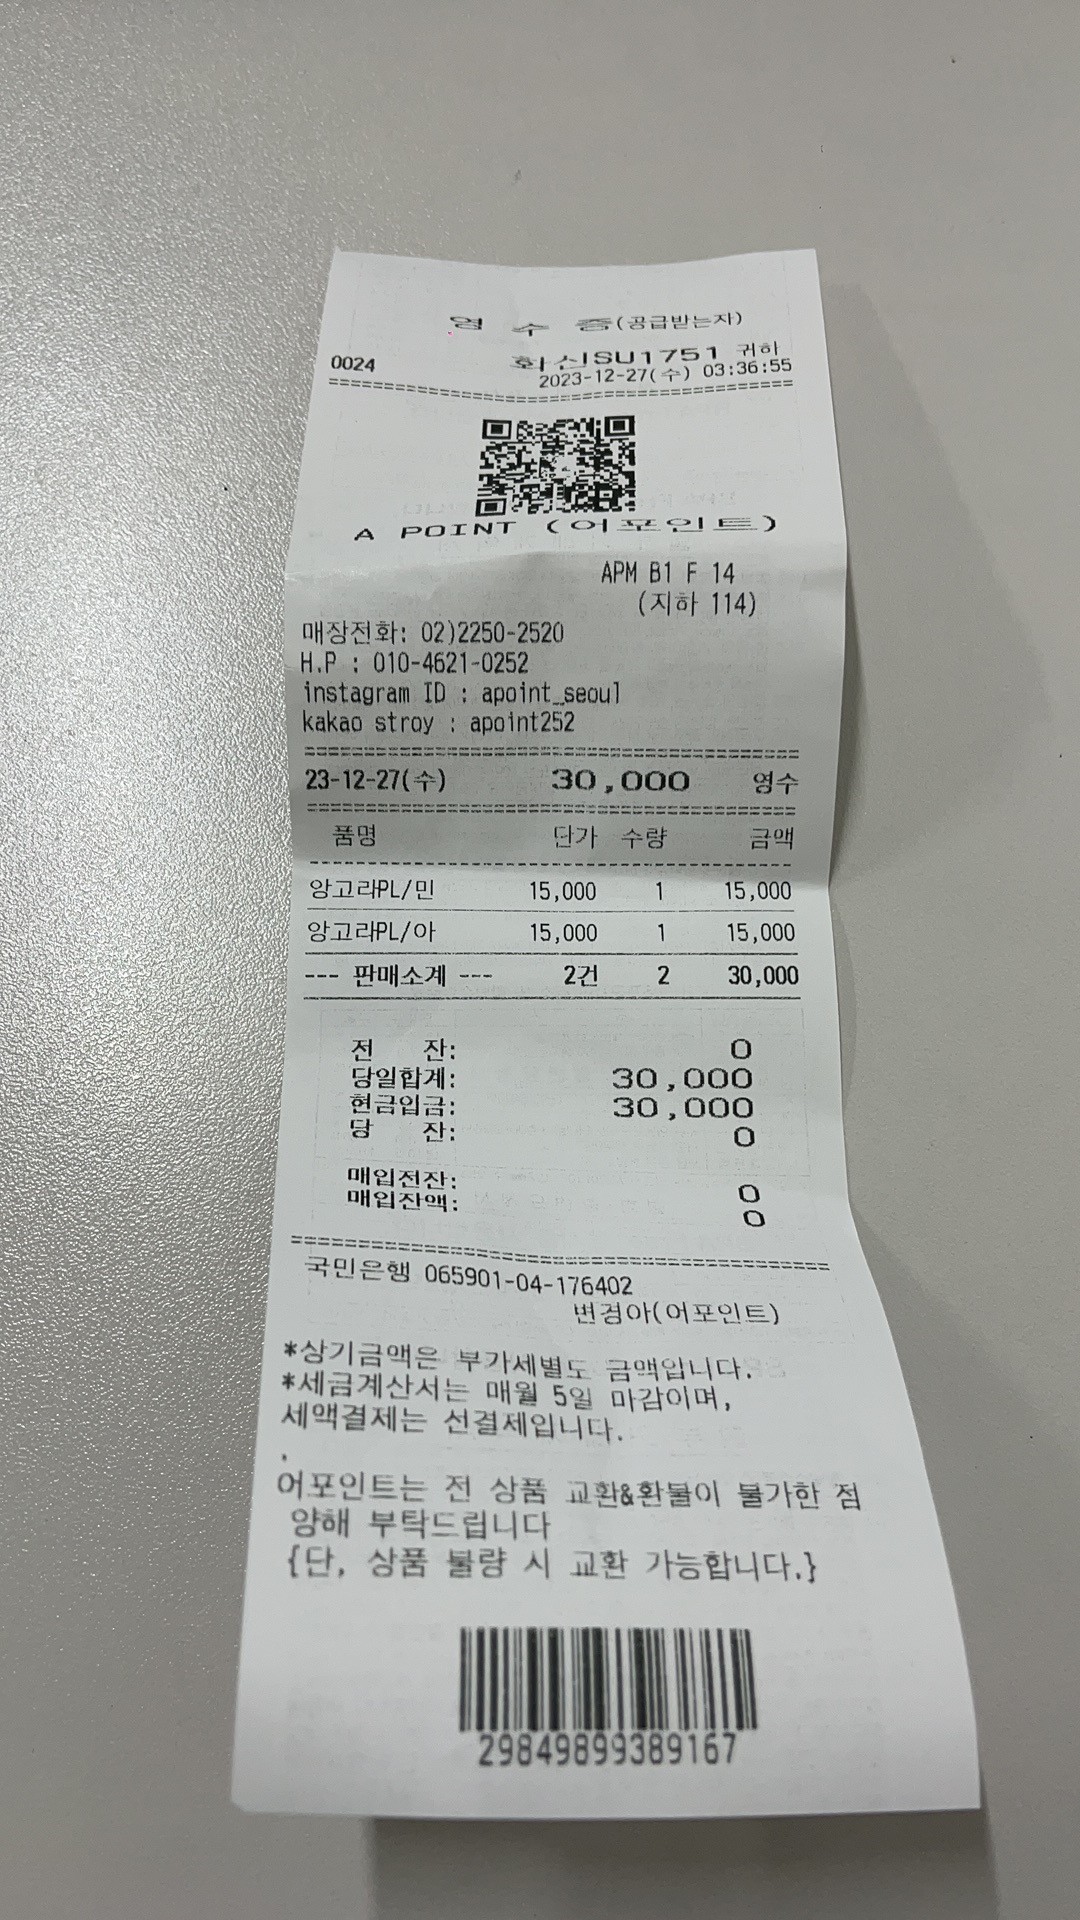 영 수 증(공급받는자)
0024 화신SU1751 귀하
2023-12-27(수) 03:36:55
A POINT (어포인트)
APM B1 F 14
(지하 114)
매장전화: 02)2250-2520
H.P : 010-4621-0252
instagram ID : apoint_seoul
kakao stroy : apoint252
23-12-27(수) 30,000 영수
품명 단가 수량 금액
앙고라PL/민 15,000 1 15,000
앙고라PL/아 15,000 1 15,000
--- 판매소계 --- 2건 2 30,000
전 잔: 0
당일합계: 30,000
현금입금: 30,000
당 잔: 0
매입전잔: 0
매입잔액: 0
국민은행 065901-04-176402
변경아(어포인트)
*상기금액은 부가세별도 금액입니다.
*세금계산서는 매월 5일 마감이며,
세액결제는 선결제입니다.
.
어포인트는 전 상품 교환&환불이 불가한 점
양해 부탁드립니다
{단, 상품 불량 시 교환 가능합니다.}
29849899389167